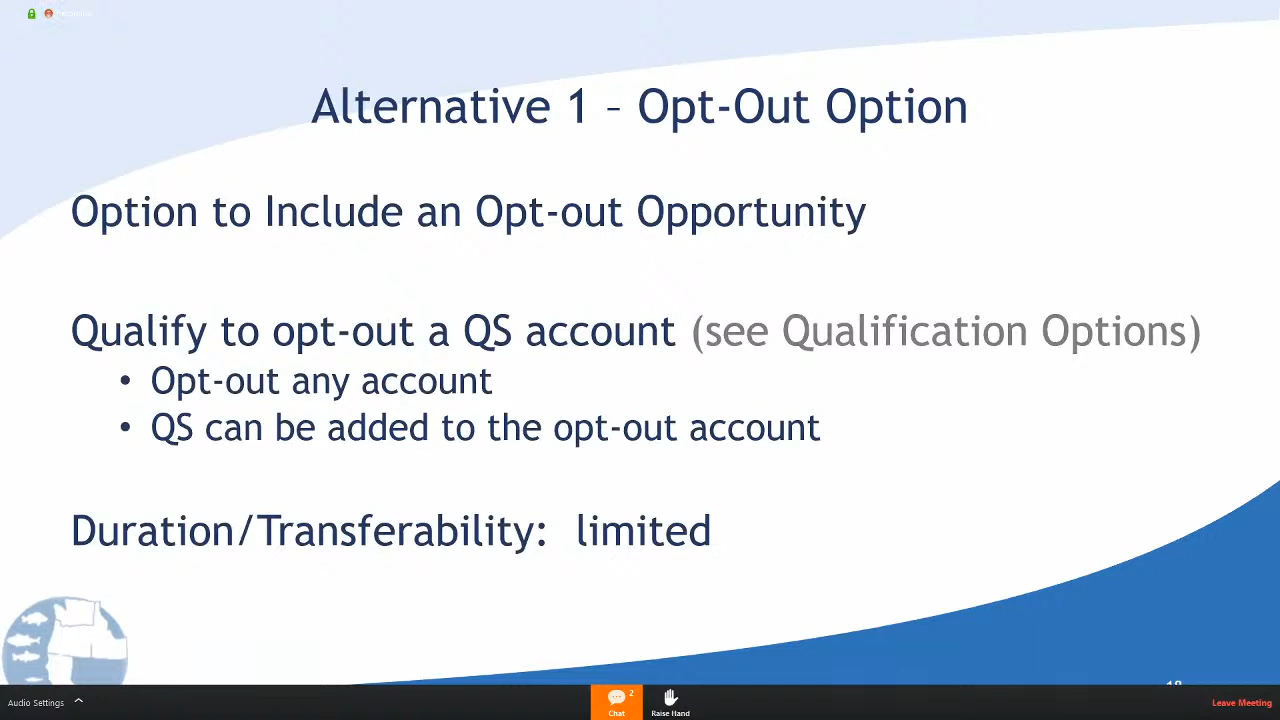 Alternative 1 – Opt-Out Option
Option to Include an Opt-out Opportunity
Qualify to opt-out a QS account (see Qualification Options)
• Opt-out any account
• QS can be added to the opt-out account
Duration/Transferability: limited
Audio Settings
2
Chat
Raise Hand
Leave Meeting